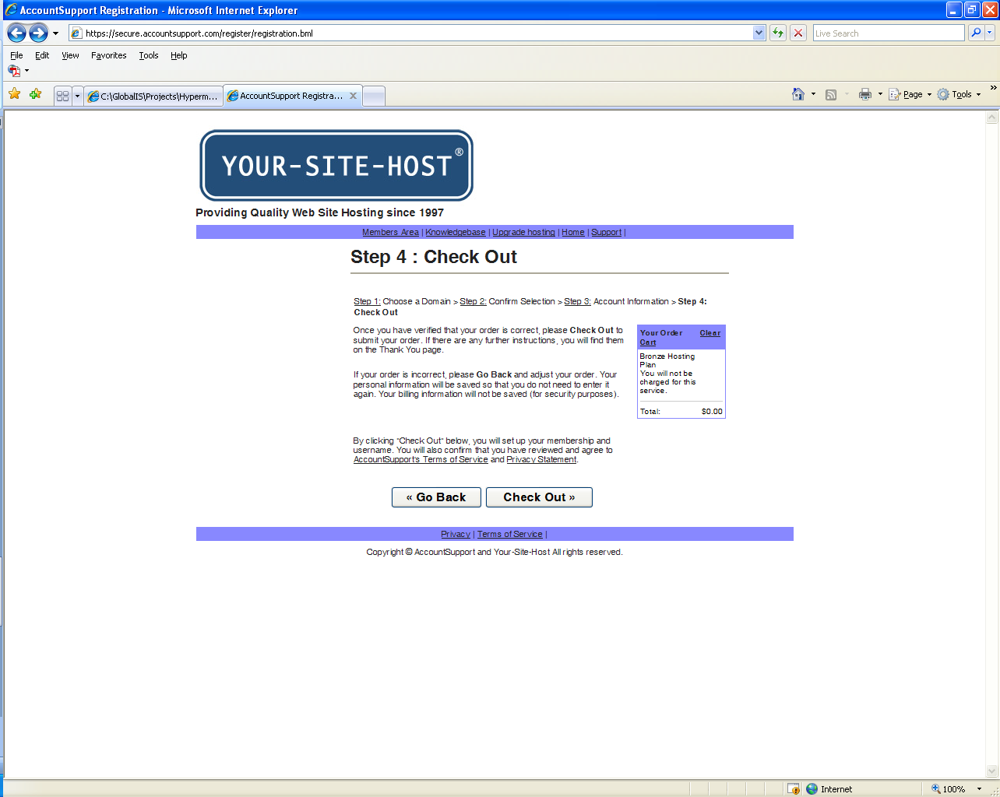 AccountSupport Registration - Microsoft Internet Explorer
https://secure.accountsupport.com/register/registration.bml
Live Search
File Edit View Favorites Tools Help
C:\GlobalIS\Projects\Hyperm...
AccountSupport Registra...
Page Tools »
YOUR-SITE-HOST®
Providing Quality Web Site Hosting since 1997
Members Area | Knowledgebase | Upgrade hosting | Home | Support |
Step 4 : Check Out
Step 1: Choose a Domain > Step 2: Confirm Selection > Step 3: Account Information > Step 4:
Check Out
Once you have verified that your order is correct, please Check Out to
submit your order. If there are any further instructions, you will find them
on the Thank You page.
If your order is incorrect, please Go Back and adjust your order. Your
personal information will be saved so that you do not need to enter it
again. Your billing information will not be saved (for security purposes).
Your Order Clear
Cart
Bronze Hosting
Plan
You will not be
charged for this
service.
Total: $0.00
By clicking "Check Out" below, you will set up your membership and
username. You will also confirm that you have reviewed and agree to
AccountSupport's Terms of Service and Privacy Statement.
« Go Back
Check Out »
Privacy | Terms of Service |
Copyright © AccountSupport and Your-Site-Host All rights reserved.
Internet
100%